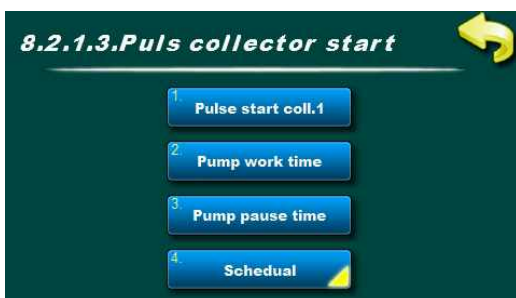 8.2.1.3.Puls collector start
1.
Pulse start coll.1
2.
Pump work time
3.
Pump pause time
4.
Schedual